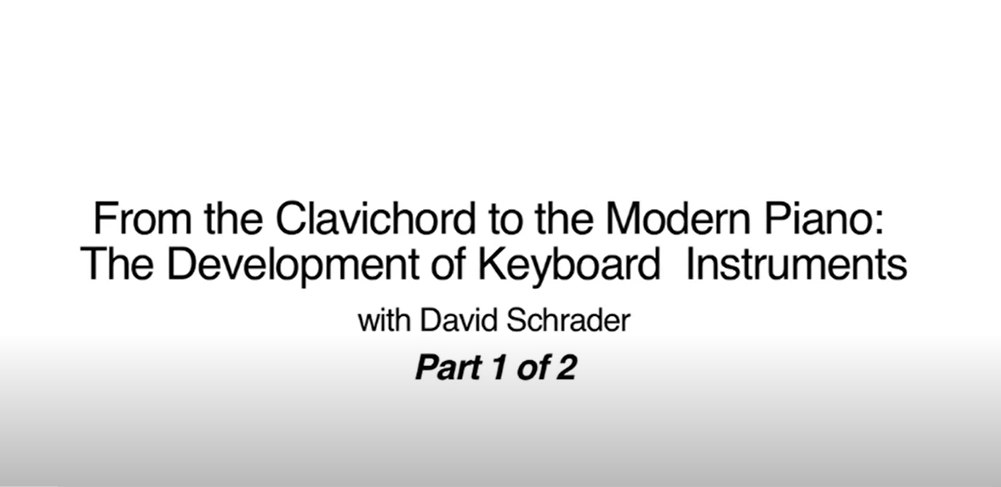 From the Clavichord to the Modern Piano:
The Development of Keyboard  Instruments
with David Schrader
Part 1 of 2